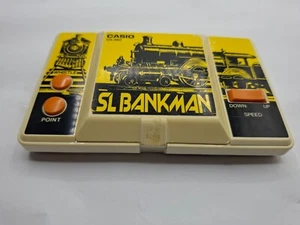 CASIO
SL BANKMAN
POINT
DOWN UP
SPEED